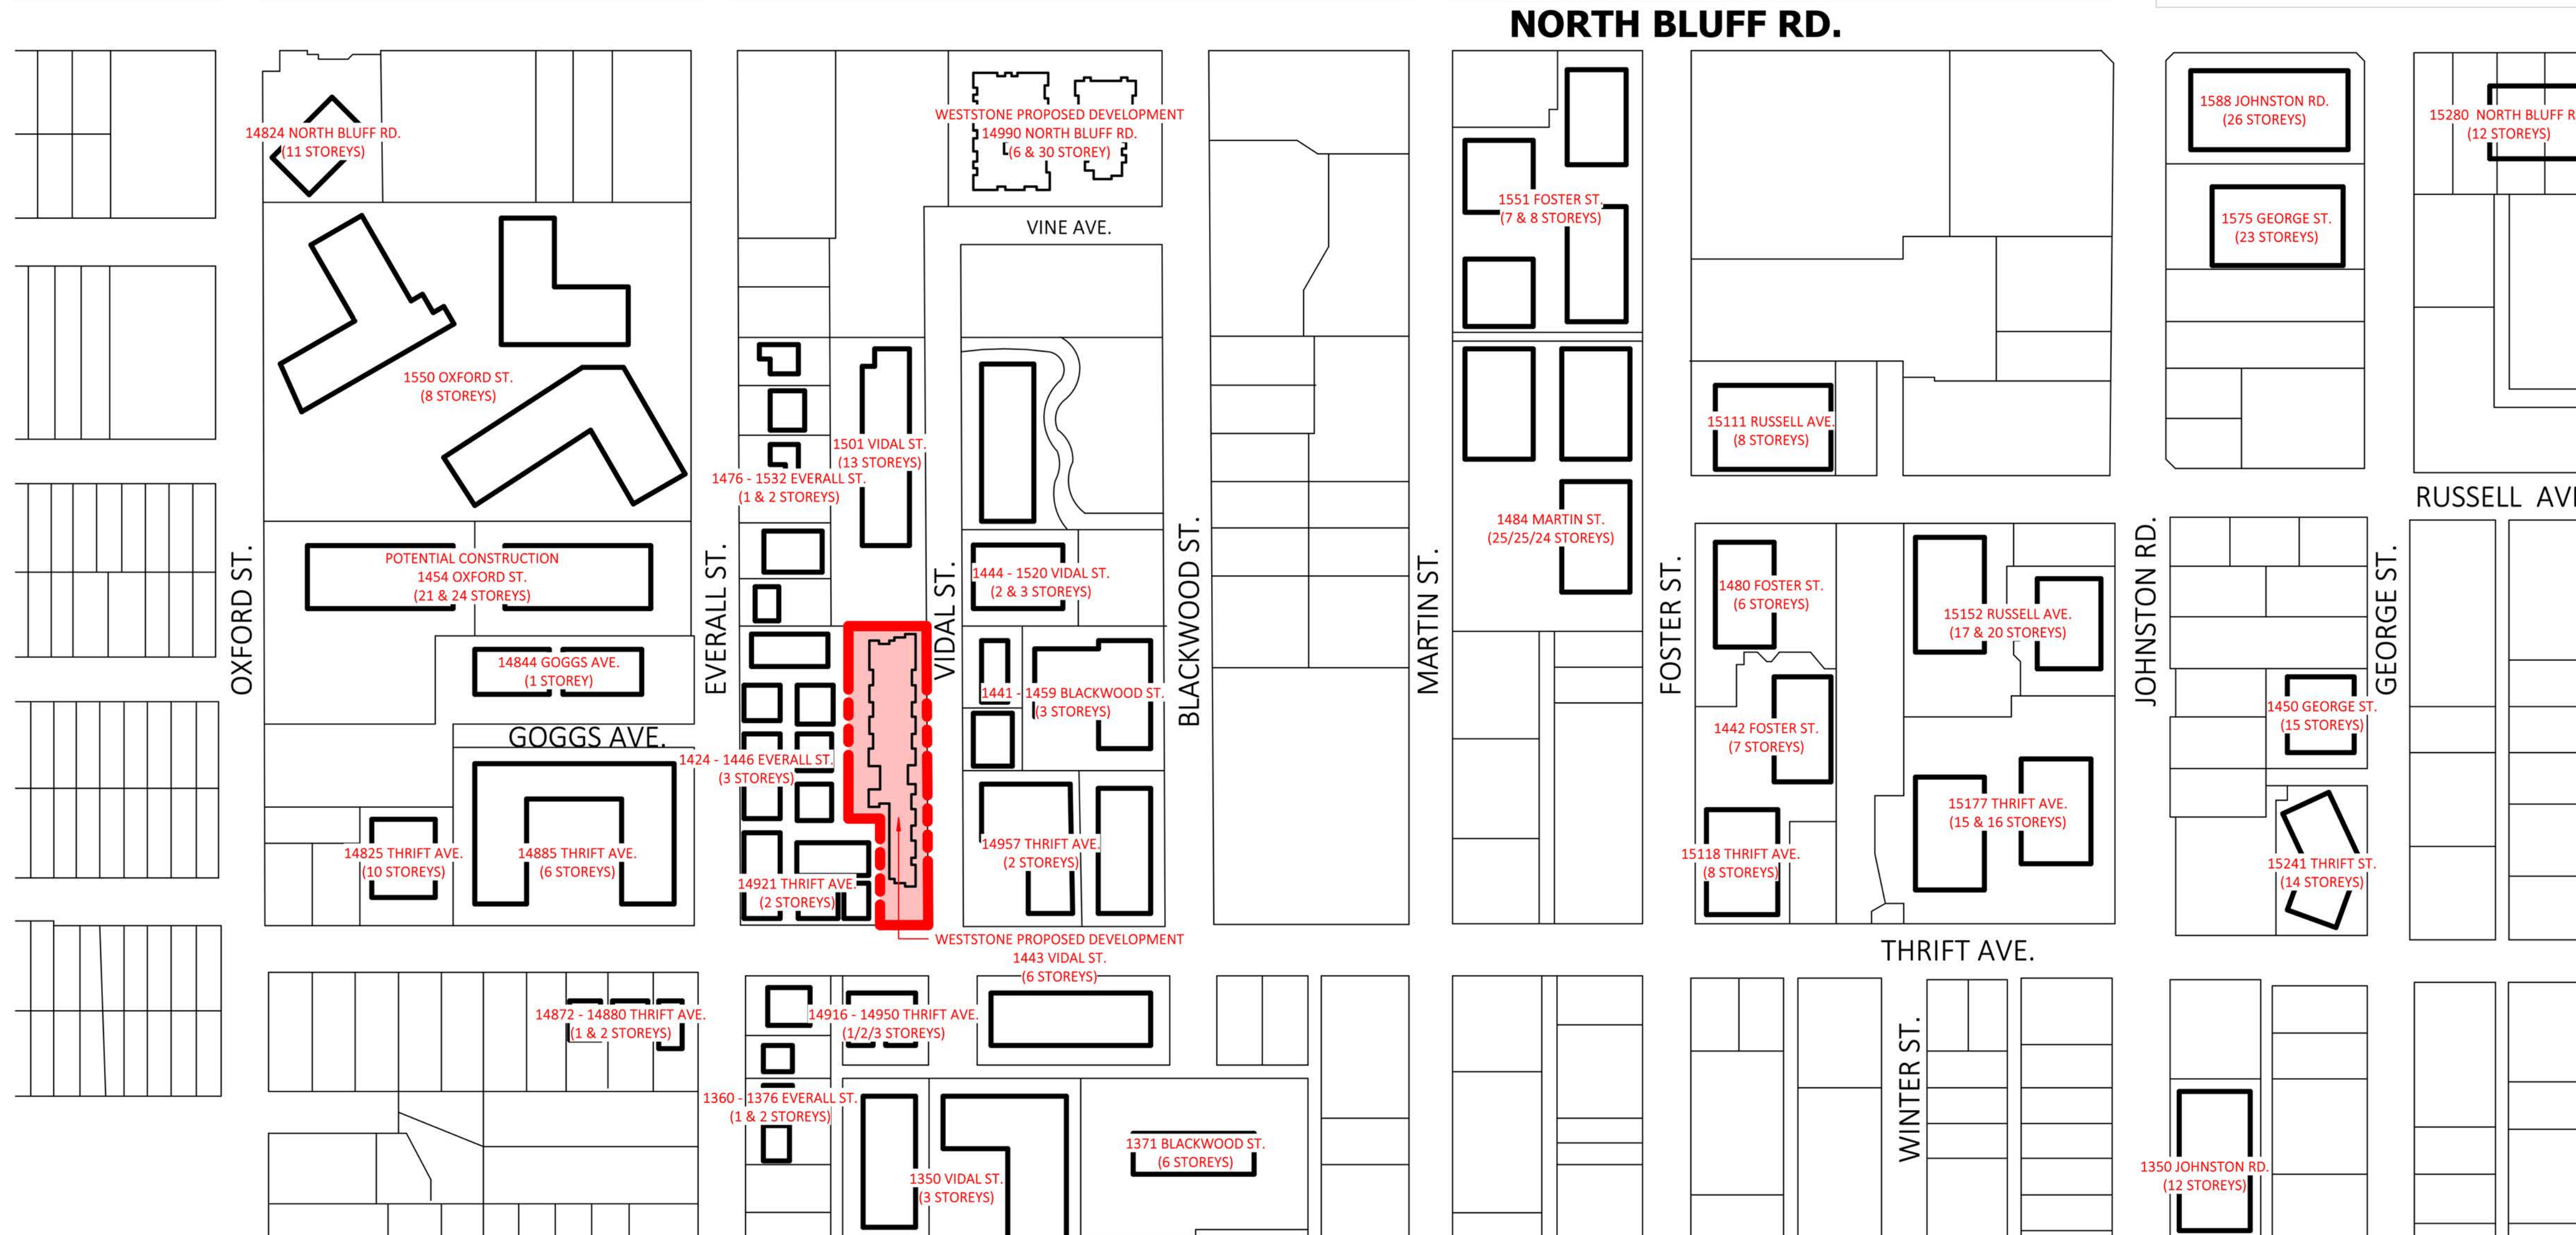 NORTH BLUFF RD.
14824 NORTH BLUFF RD.
(11 STOREYS)
WESTSTONE PROPOSED DEVELOPMENT
14990 NORTH BLUFF RD.
(6 & 30 STOREY)
1588 JOHNSTON RD.
(26 STOREYS)
15280 NORTH BLUFF R
(12 STOREYS)
1551 FOSTER ST.
(7 & 8 STOREYS)
1575 GEORGE ST.
(23 STOREYS)
VINE AVE.
1550 OXFORD ST.
(8 STOREYS)
1501 VIDAL ST.
(13 STOREYS)
15111 RUSSELL AVE.
(8 STOREYS)
1476 - 1532 EVERALL ST.
(1 & 2 STOREYS)
RUSSELL AVE
1484 MARTIN ST.
(25/25/24 STOREYS)
POTENTIAL CONSTRUCTION
1454 OXFORD ST.
(21 & 24 STOREYS)
1444 - 1520 VIDAL ST.
(2 & 3 STOREYS)
1480 FOSTER ST.
(6 STOREYS)
15152 RUSSELL AVE.
(17 & 20 STOREYS)
OXFORD ST.
EVERALL ST.
VIDAL ST.
BLACKWOOD ST.
MARTIN ST.
FOSTER ST.
JOHNSTON RD.
GEORGE ST.
14844 GOGGS AVE.
(1 STOREY)
1441 - 1459 BLACKWOOD ST.
(3 STOREYS)
1450 GEORGE ST.
(15 STOREYS)
GOGGS AVE.
1442 FOSTER ST.
(7 STOREYS)
1424 - 1446 EVERALL ST.
(3 STOREYS)
15177 THRIFT AVE.
(15 & 16 STOREYS)
14825 THRIFT AVE.
(10 STOREYS)
14885 THRIFT AVE.
(6 STOREYS)
14957 THRIFT AVE.
(2 STOREYS)
15118 THRIFT AVE.
(8 STOREYS)
15241 THRIFT ST.
(14 STOREYS)
14921 THRIFT AVE.
(2 STOREYS)
WESTSTONE PROPOSED DEVELOPMENT
1443 VIDAL ST.
(6 STOREYS)
THRIFT AVE.
14872 - 14880 THRIFT AVE.
(1 & 2 STOREYS)
14916 - 14950 THRIFT AVE.
(1/2/3 STOREYS)
WINTER ST.
1360 - 1376 EVERALL ST.
(1 & 2 STOREYS)
1371 BLACKWOOD ST.
(6 STOREYS)
1350 VIDAL ST.
(3 STOREYS)
1350 JOHNSTON RD.
(12 STOREYS)